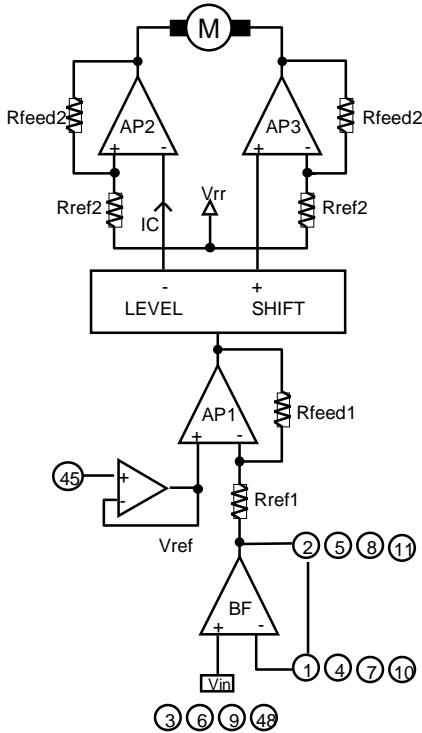 M
Rfeed2 AP2 AP3 Rfeed2
+ - + -
Rref2 Vrr Rref2
IC
- +
LEVEL SHIFT
AP1 Rfeed1
+ -
45 + Rref1
-
Vref
2 5 8 11
BF
+ -
Vin 1 4 7 10
3 6 9 48